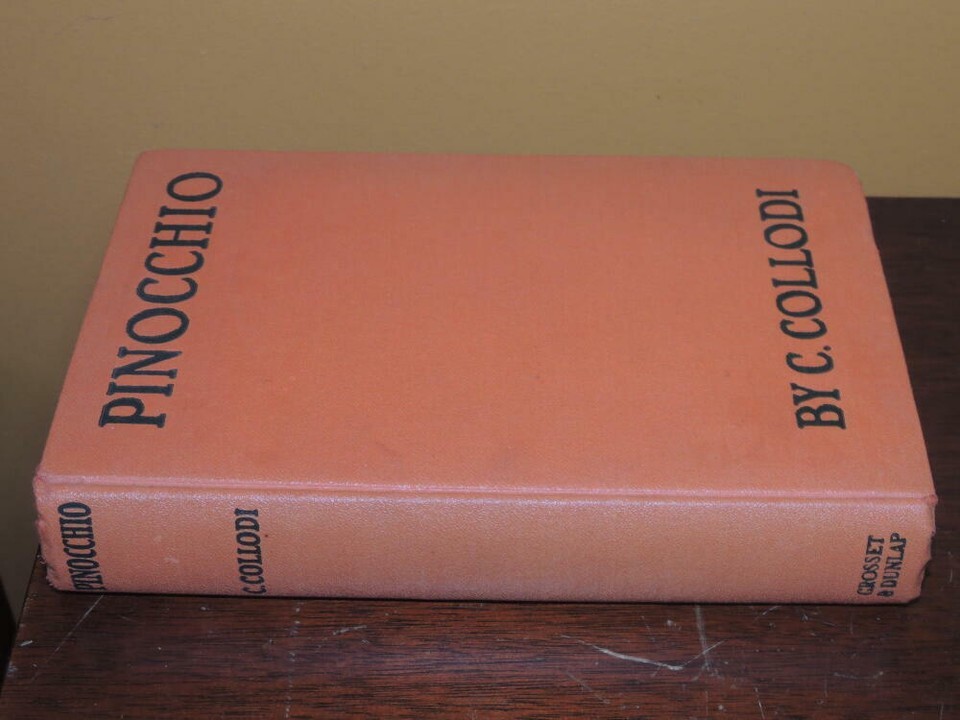 PINOCCHIO
BY C. COLLODI
PINOCCHIO
C. COLLODI
GROSSET
& DUNLAP